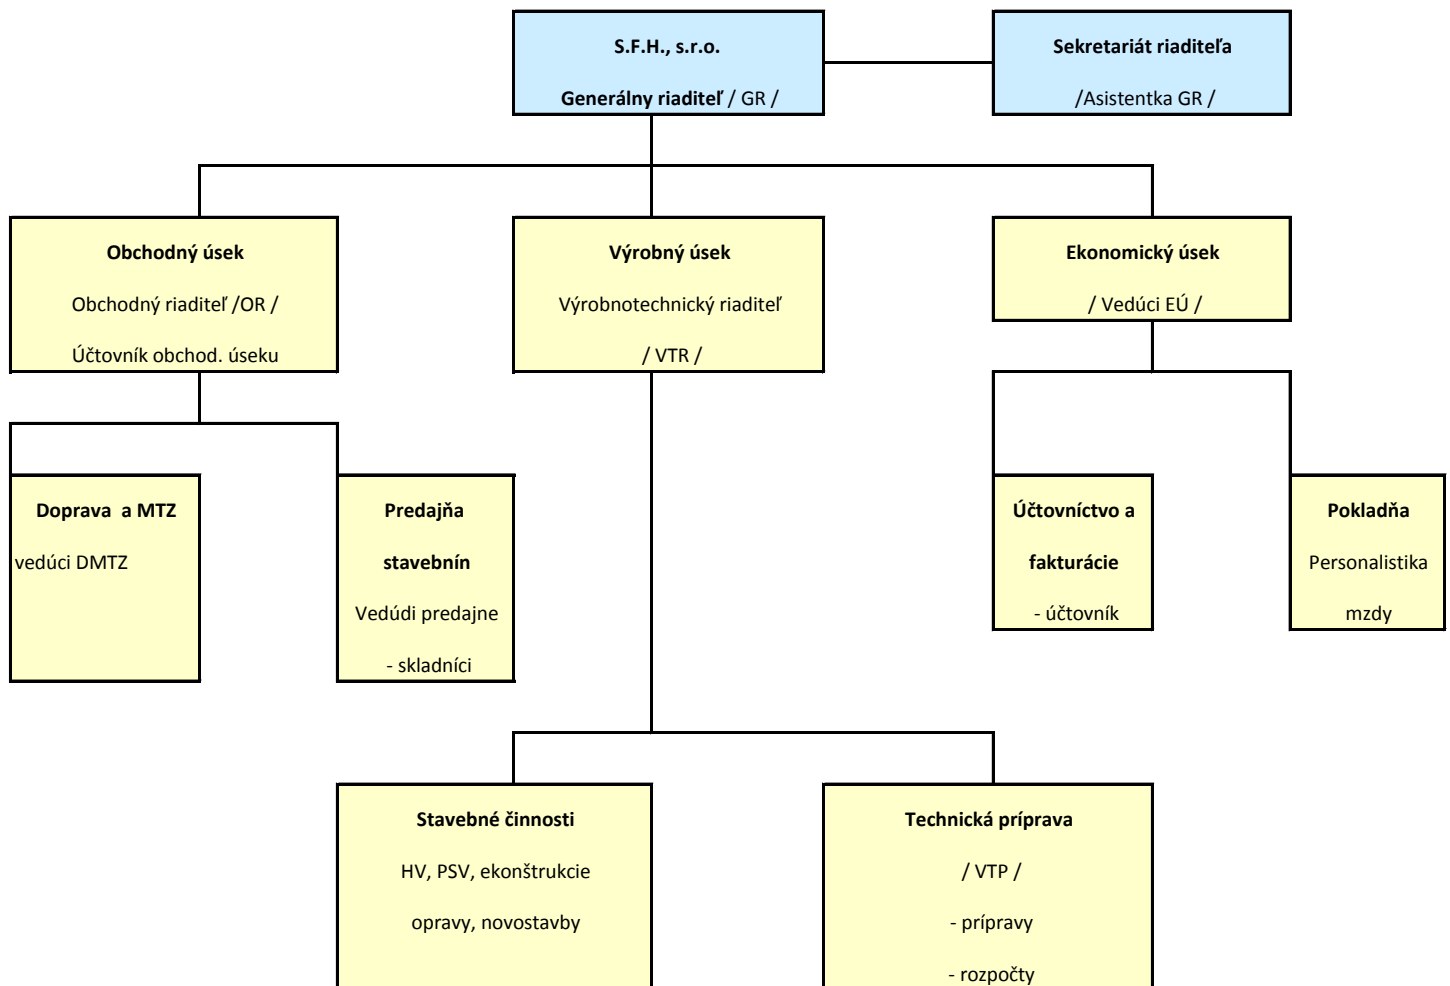 S.F.H., s.r.o.
Generálny riaditeľ / GR /
Sekretariát riaditeľa
/Asistentka GR /
Obchodný úsek
Obchodný riaditeľ /OR /
Účtovník obchod. úseku
Výrobný úsek
Výrobnotechnický riaditeľ
/ VTR /
Ekonomický úsek
/ Vedúci EÚ /
Doprava  a MTZ
vedúci DMTZ
Predajňa
stavebnín
Vedúdi predajne
- skladníci
Účtovníctvo a
fakturácie
- účtovník
Pokladňa
Personalistika
mzdy
Stavebné činnosti
HV, PSV, ekonštrukcie
opravy, novostavby
Technická príprava
/ VTP /
- prípravy
- rozpočty